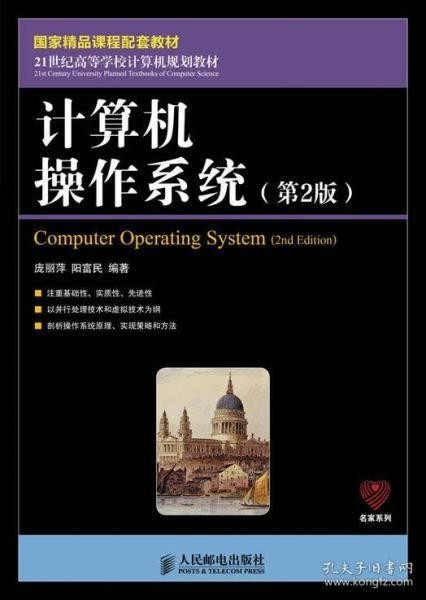 国家精品课程配套教材
21世纪高等学校计算机规划教材
21st Century University Planned Textbooks of Computer Science
计算机
操作系统（第2版）
Computer Operating System (2nd Edition)
庞丽萍 阳富民 编著
■ 注重基础性、实质性、先进性
■ 以并行处理技术和虚拟技术为纲
■ 剖析操作系统原理、实现策略和方法
名家系列
人民邮电出版社
POSTS & TELECOM PRESS
孔夫子旧书网
www.kongfz.com